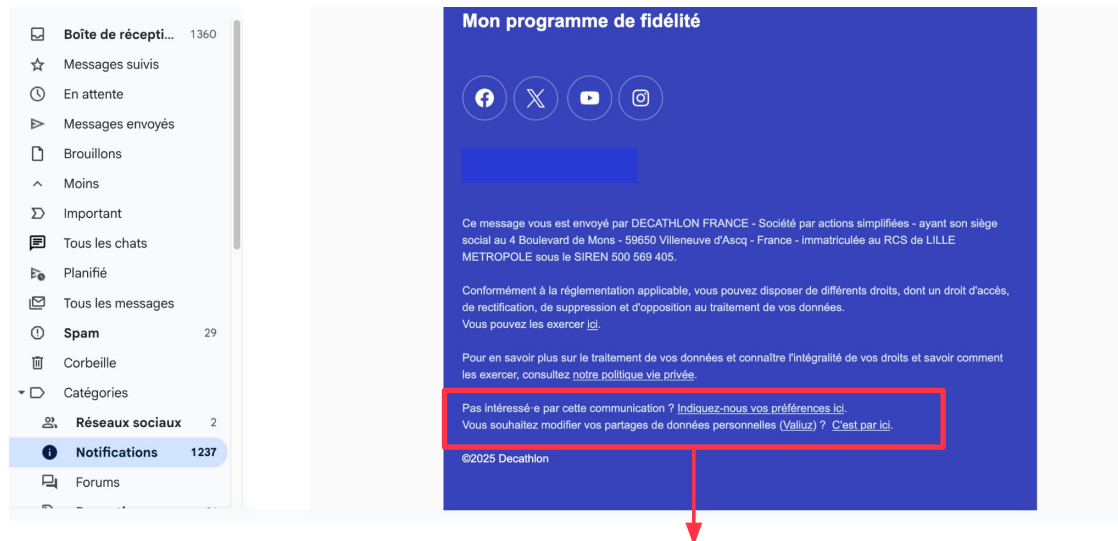 Boîte de récepti... 1360
Messages suivis
En attente
Messages envoyés
Brouillons
Moins
Important
Tous les chats
Planifié
Tous les messages
Spam 29
Corbeille
Catégories
Réseaux sociaux 2
Notifications 1237
Forums
Mon programme de fidélité
Ce message vous est envoyé par DECATHLON FRANCE - Société par actions simplifiées - ayant son siège
social au 4 Boulevard de Mons - 59650 Villeneuve d'Ascq - France - immatriculée au RCS de LILLE
METROPOLE sous le SIREN 500 569 405.
Conformément à la réglementation applicable, vous pouvez disposer de différents droits, dont un droit d'accès,
de rectification, de suppression et d'opposition au traitement de vos données.
Vous pouvez les exercer ici.
Pour en savoir plus sur le traitement de vos données et connaître l'intégralité de vos droits et savoir comment
les exercer, consultez notre politique vie privée.
Pas intéressé·e par cette communication ? Indiquez-nous vos préférences ici.
Vous souhaitez modifier vos partages de données personnelles (Valiuz) ? C'est par ici.
©2025 Decathlon